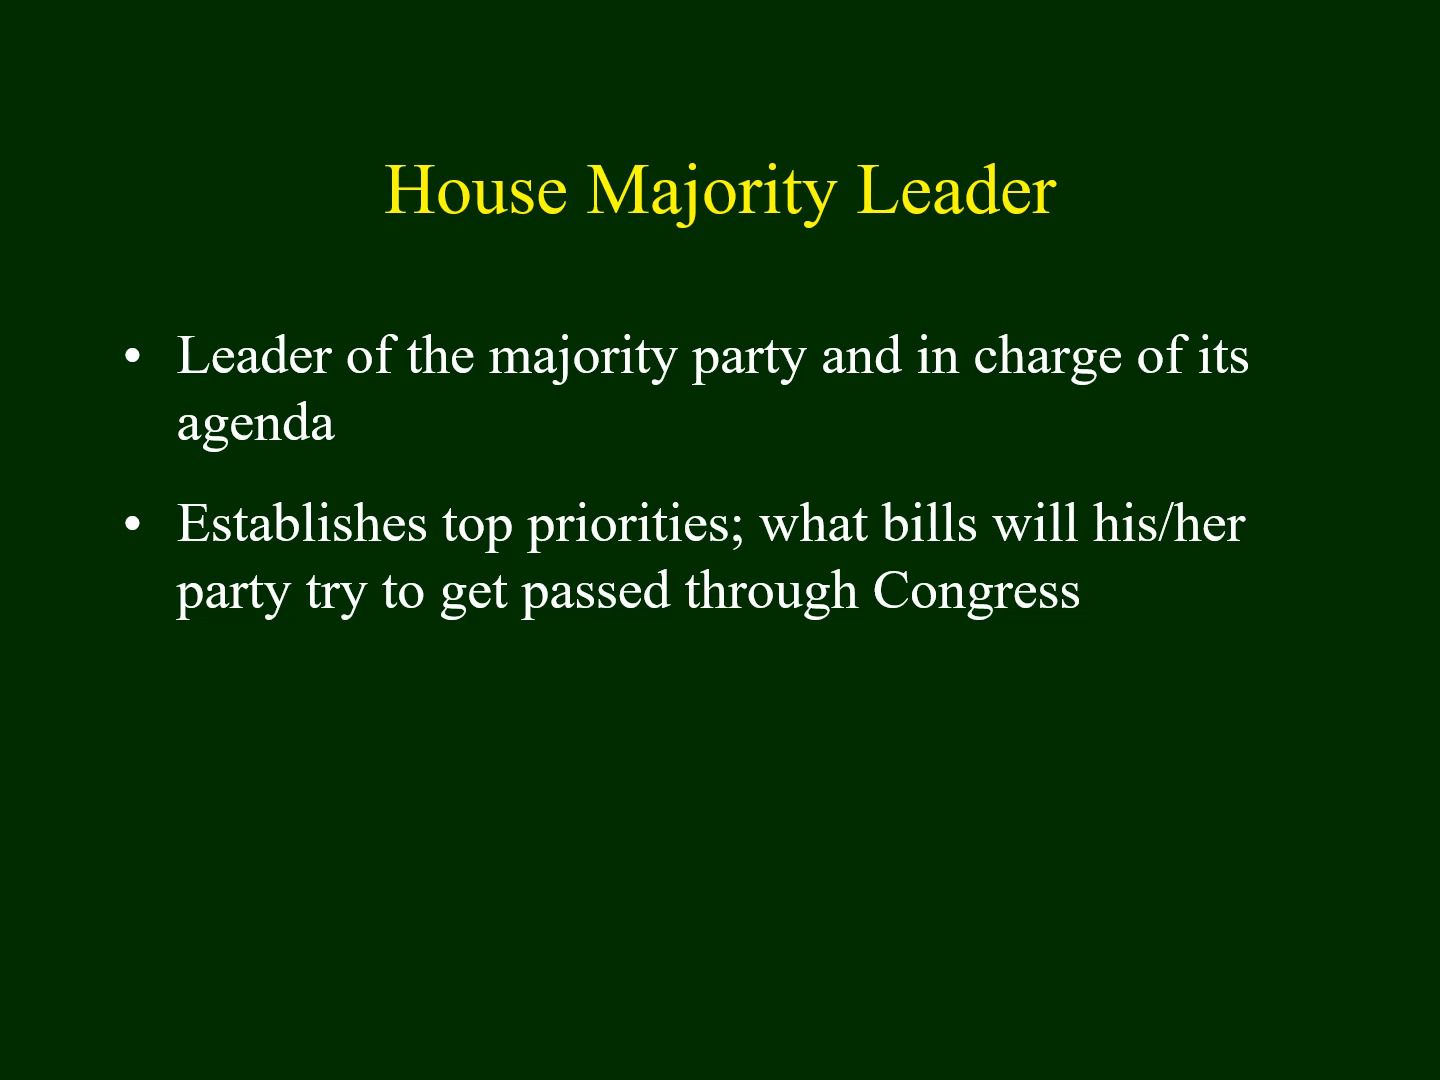 House Majority Leader
• Leader of the majority party and in charge of its
agenda
• Establishes top priorities; what bills will his/her
party try to get passed through Congress